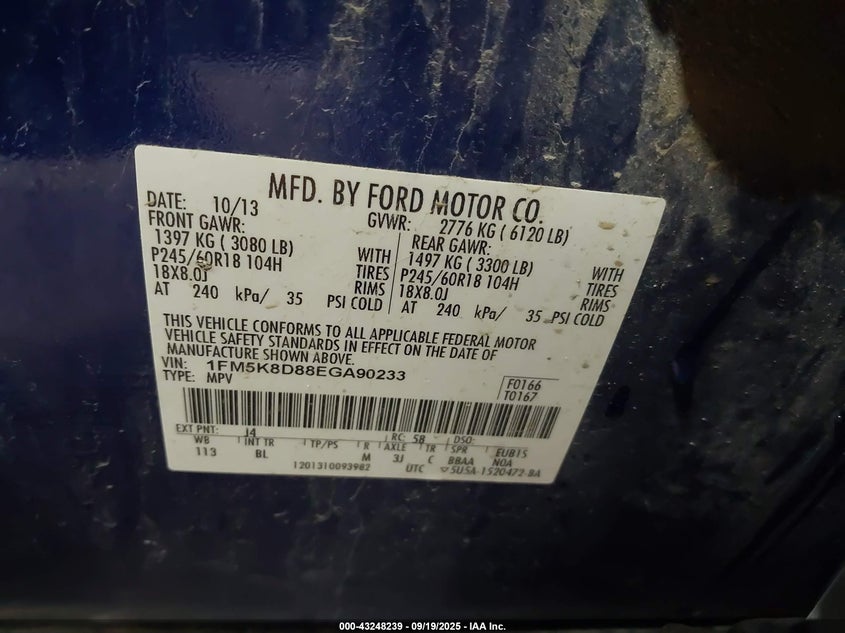 MFD. BY FORD MOTOR CO.
DATE: 10/13 GVWR: 2776 KG ( 6120 LB)
FRONT GAWR: REAR GAWR:
1397 KG ( 3080 LB) WITH 1497 KG ( 3300 LB) WITH
P245/60R18 104H TIRES P245/60R18 104H TIRES
18X8.0J RIMS 18X8.0J RIMS
AT 240 kPa/ 35 PSI COLD AT 240 kPa/ 35 PSI COLD
THIS VEHICLE CONFORMS TO ALL APPLICABLE FEDERAL MOTOR
VEHICLE SAFETY STANDARDS IN EFFECT ON THE DATE OF
MANUFACTURE SHOWN ABOVE.
VIN: 1FM5K8D88EGA90233
TYPE: MPV
F0166
T0167
EXT PNT: J4 RC: 58 DSO:
WB INT TR TP/PS R AXLE TR SPR EUB15
113 BL M 3J C BBAA NOA
1201310093982 UTC 5U5A-1520472-BA
000-43248239 - 09/19/2025 - IAA Inc.